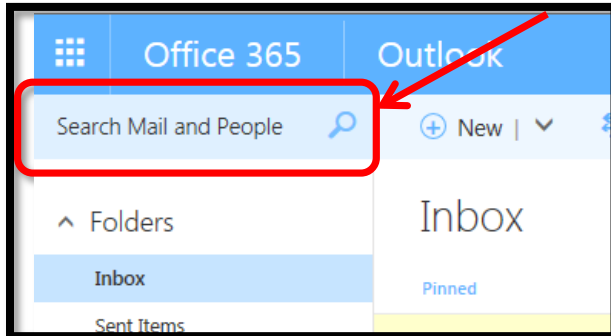 Office 365
Outlook
Search Mail and People
New
Folders
Inbox
Inbox
Pinned
Sent Items